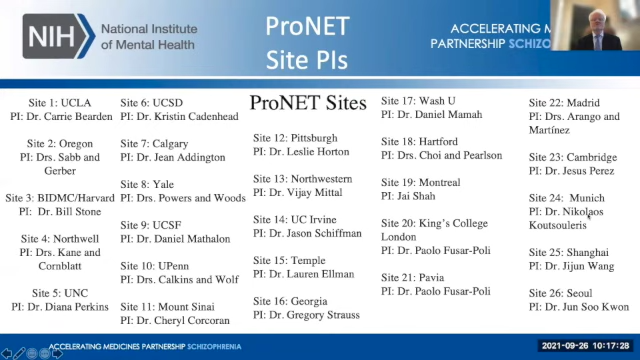 NIH
National Institute
of Mental Health
ProNET
Site PIs
ACCELERATING ME
PARTNERSHIP SCHIZOP
ProNET Sites
Site 1: UCLA
PI: Dr. Carrie Bearden
Site 2: Oregon
PI: Drs. Sabb and
Gerber
Site 3: BIDMC/Harvard
PI: Dr. Bill Stone
Site 4: Northwell
PI: Drs. Kane and
Cornblatt
Site 5: UNC
PI: Dr. Diana Perkins
Site 6: UCSD
PI: Dr. Kristin Cadenhead
Site 7: Calgary
PI: Dr. Jean Addington
Site 8: Yale
PI: Drs. Powers and Woods
Site 9: UCSF
PI: Dr. Daniel Mathalon
Site 10: UPenn
PI: Drs. Calkins and Wolf
Site 11: Mount Sinai
PI: Dr. Cheryl Corcoran
Site 12: Pittsburgh
PI: Dr. Leslie Horton
Site 13: Northwestern
PI: Dr. Vijay Mittal
Site 14: UC Irvine
PI: Dr. Jason Schiffman
Site 15: Temple
PI: Dr. Lauren Ellman
Site 16: Georgia
PI: Dr. Gregory Strauss
Site 17: Wash U
PI: Dr. Daniel Mamah
Site 18: Hartford
PI: Drs. Choi and Pearlson
Site 19: Montreal
PI: Jai Shah
Site 20: King's College
London
PI: Dr. Paolo Fusar-Poli
Site 21: Pavia
PI: Dr. Paolo Fusar-Poli
Site 22: Madrid
PI: Drs. Arango and
Martínez
Site 23: Cambridge
PI: Dr. Jesus Perez
Site 24: Munich
PI: Dr. Nikolaos
Koutsouleris
Site 25: Shanghai
PI: Dr. Jijun Wang
Site 26: Seoul
PI: Dr. Jun Soo Kwon
ACCELERATING MEDICINES PARTNERSHIP SCHIZOPHRENIA
2021-09-26 10:17:28